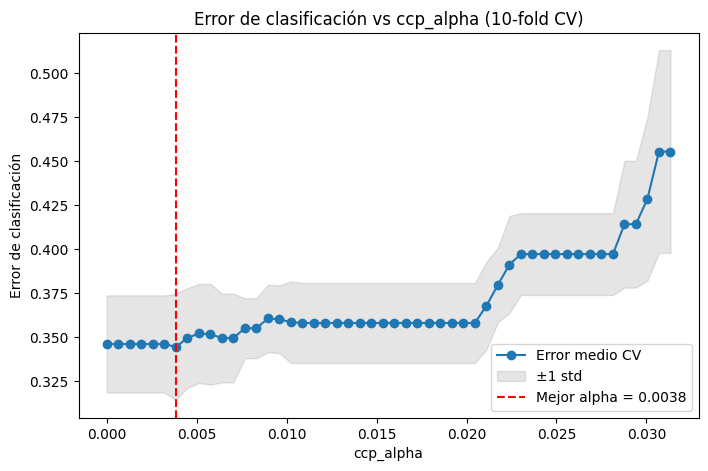 Error de clasificación vs ccp_alpha (10-fold CV)
Error de clasificación
0.500
0.475
0.450
0.425
0.400
0.375
0.350
0.325
0.000
0.005
0.010
0.015
0.020
0.025
0.030
ccp_alpha
Error medio CV
±1 std
Mejor alpha = 0.0038